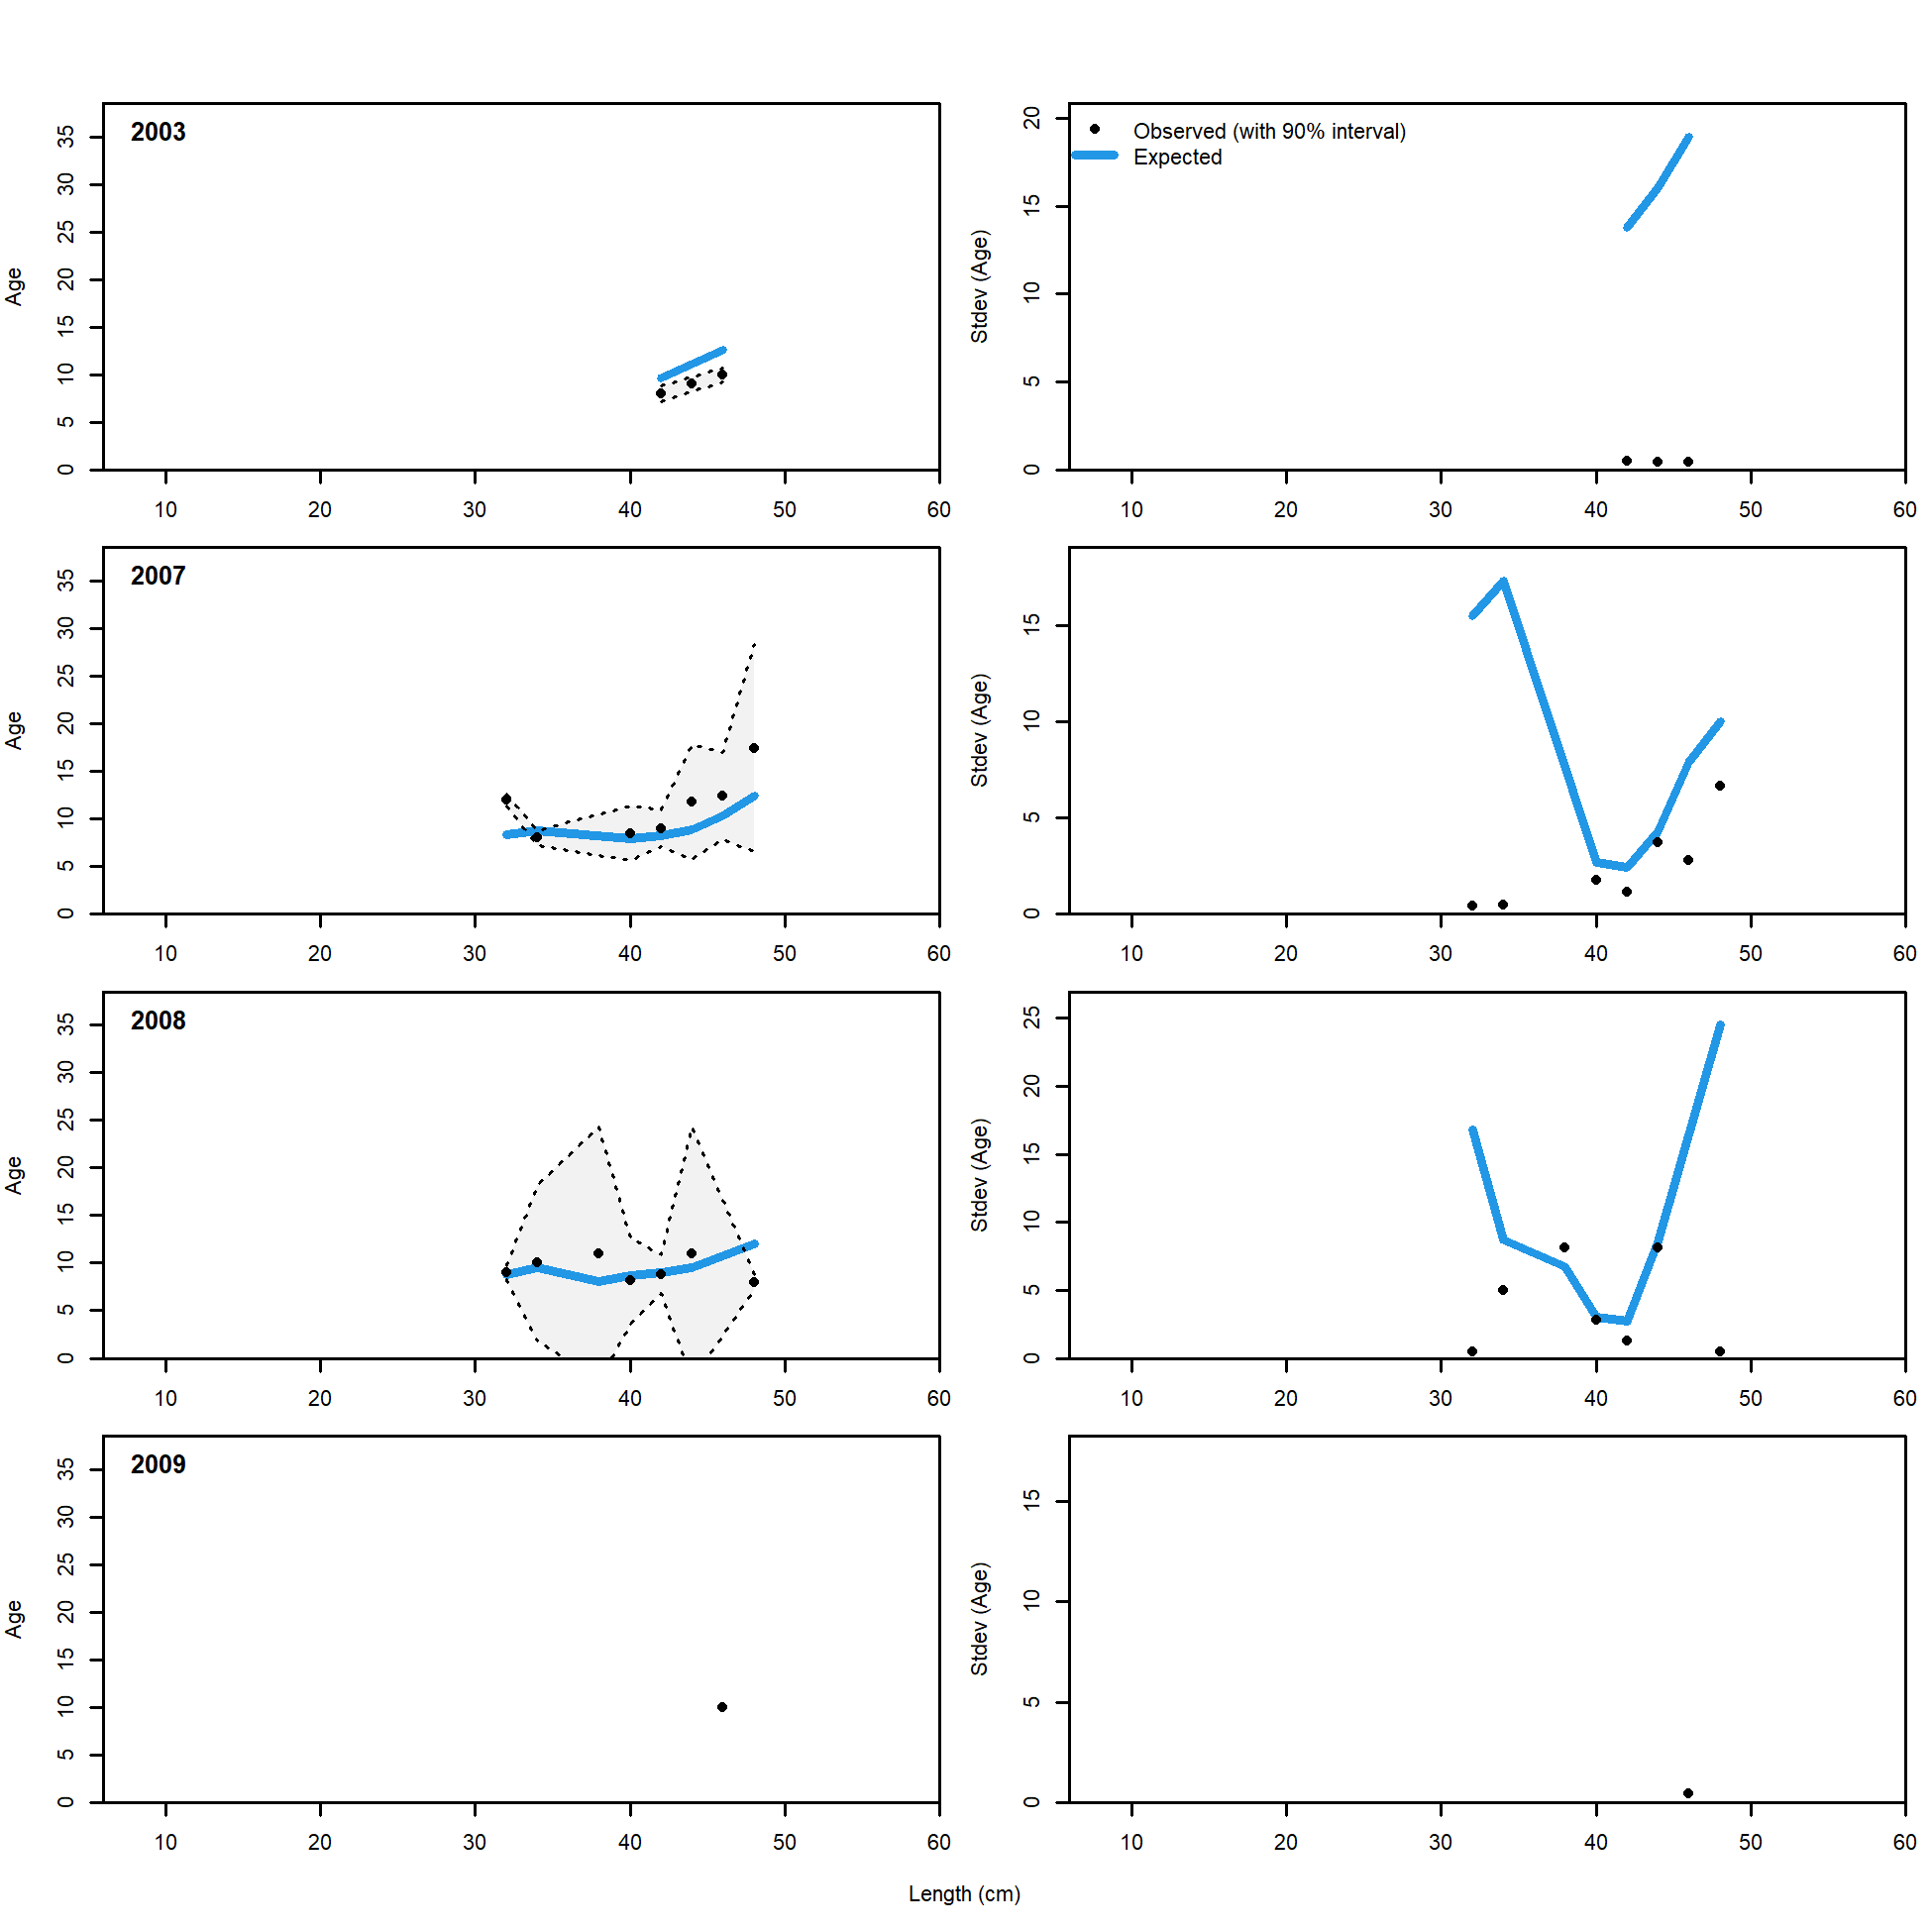 2003
Age
0 5 10 15 20 25 30 35
10 20 30 40 50 60
Observed (with 90% interval)
Expected
Stdev (Age)
0 5 10 15 20
10 20 30 40 50 60
2007
Age
0 5 10 15 20 25 30 35
10 20 30 40 50 60
Stdev (Age)
0 5 10 15
10 20 30 40 50 60
2008
Age
0 5 10 15 20 25 30 35
10 20 30 40 50 60
Stdev (Age)
0 5 10 15 20 25
10 20 30 40 50 60
2009
Age
0 5 10 15 20 25 30 35
10 20 30 40 50 60
Stdev (Age)
0 5 10 15
10 20 30 40 50 60
Length (cm)